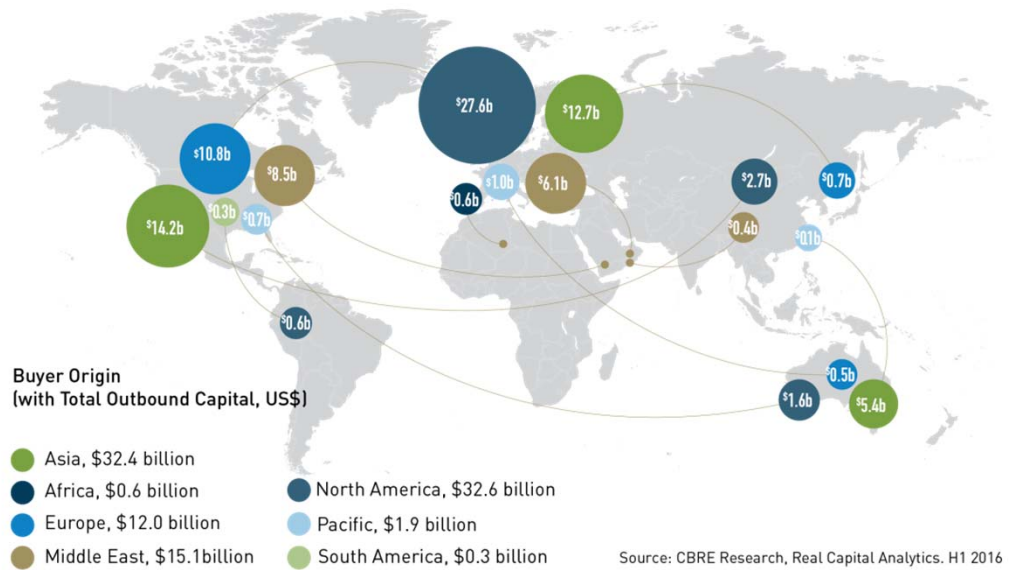 $27.6b
$12.7b
$10.8b
$8.5b
$1.0b
$6.1b
$2.7b
$0.7b
$0.6b
$14.2b
$0.3b
$0.7b
$0.4b
$0.1b
$0.6b
$0.5b
$1.6b
$5.4b
Buyer Origin
(with Total Outbound Capital, US$)
Asia, $32.4 billion
Africa, $0.6 billion
Europe, $12.0 billion
Middle East, $15.1billion
North America, $32.6 billion
Pacific, $1.9 billion
South America, $0.3 billion
Source: CBRE Research, Real Capital Analytics. H1 2016